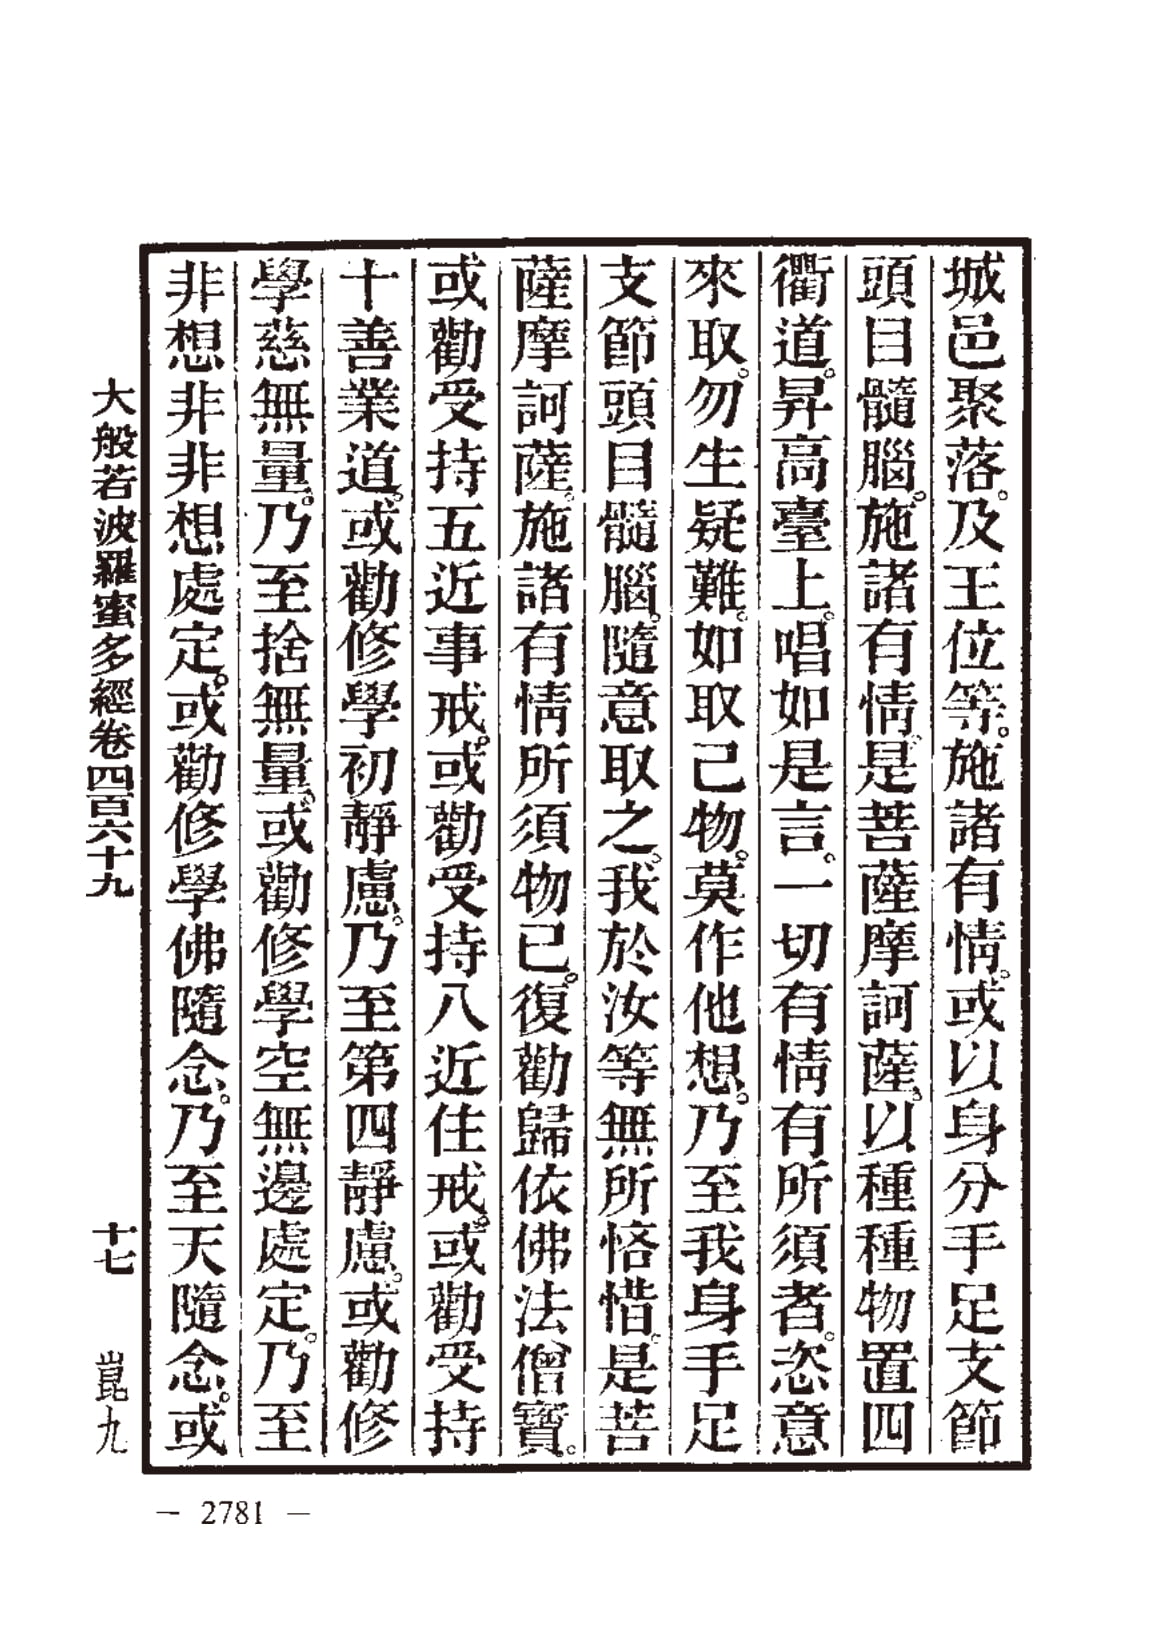 城邑聚落。及王位等。施諸有情。或以身分手足支節
頭目髓腦。施諸有情。是菩薩摩訶薩。以種種物置四
衢道。昇高臺上。唱如是言。一切有情有所須者。恣意
來取。勿生疑難。如取己物。莫作他想。乃至我身手足
支節頭目髓腦。隨意取之。我於汝等無所悋惜。是菩
薩摩訶薩。施諸有情所須物已。復勸歸依佛法僧寶。
或勸受持五近事戒。或勸受持八近住戒。或勸受持
十善業道。或勸修學初靜慮。乃至第四靜慮。或勸修
學慈無量。乃至捨無量。或勸修學空無邊處定。乃至
非想非非想處定。或勸修學佛隨念。乃至天隨念。或
大般若波羅蜜多經卷四百六十九 十七 崑九
— 2781 —